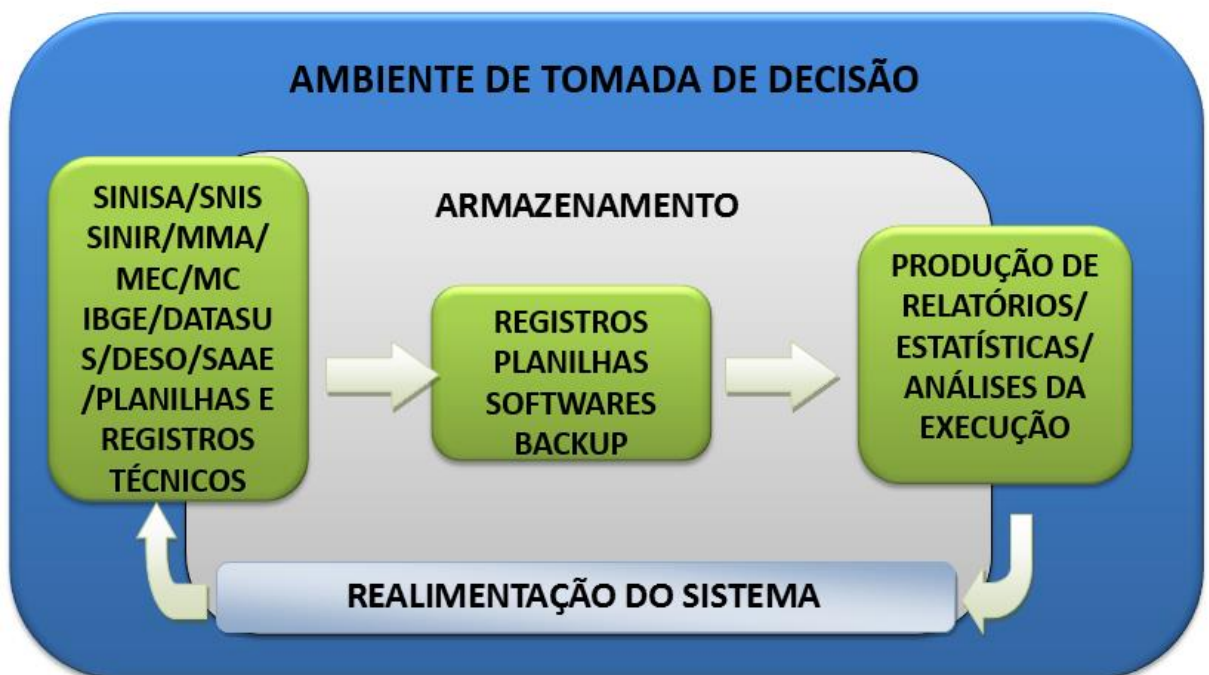 AMBIENTE DE TOMADA DE DECISÃO
SINISA/SNIS
SINIR/MMA/
MEC/MC
IBGE/DATASU
S/DESO/SAAE
/PLANILHAS E
REGISTROS
TÉCNICOS
ARMAZENAMENTO
REGISTROS
PLANILHAS
SOFTWARES
BACKUP
PRODUÇÃO DE
RELATÓRIOS/
ESTATÍSTICAS/
ANÁLISES DA
EXECUÇÃO
REALIMENTAÇÃO DO SISTEMA